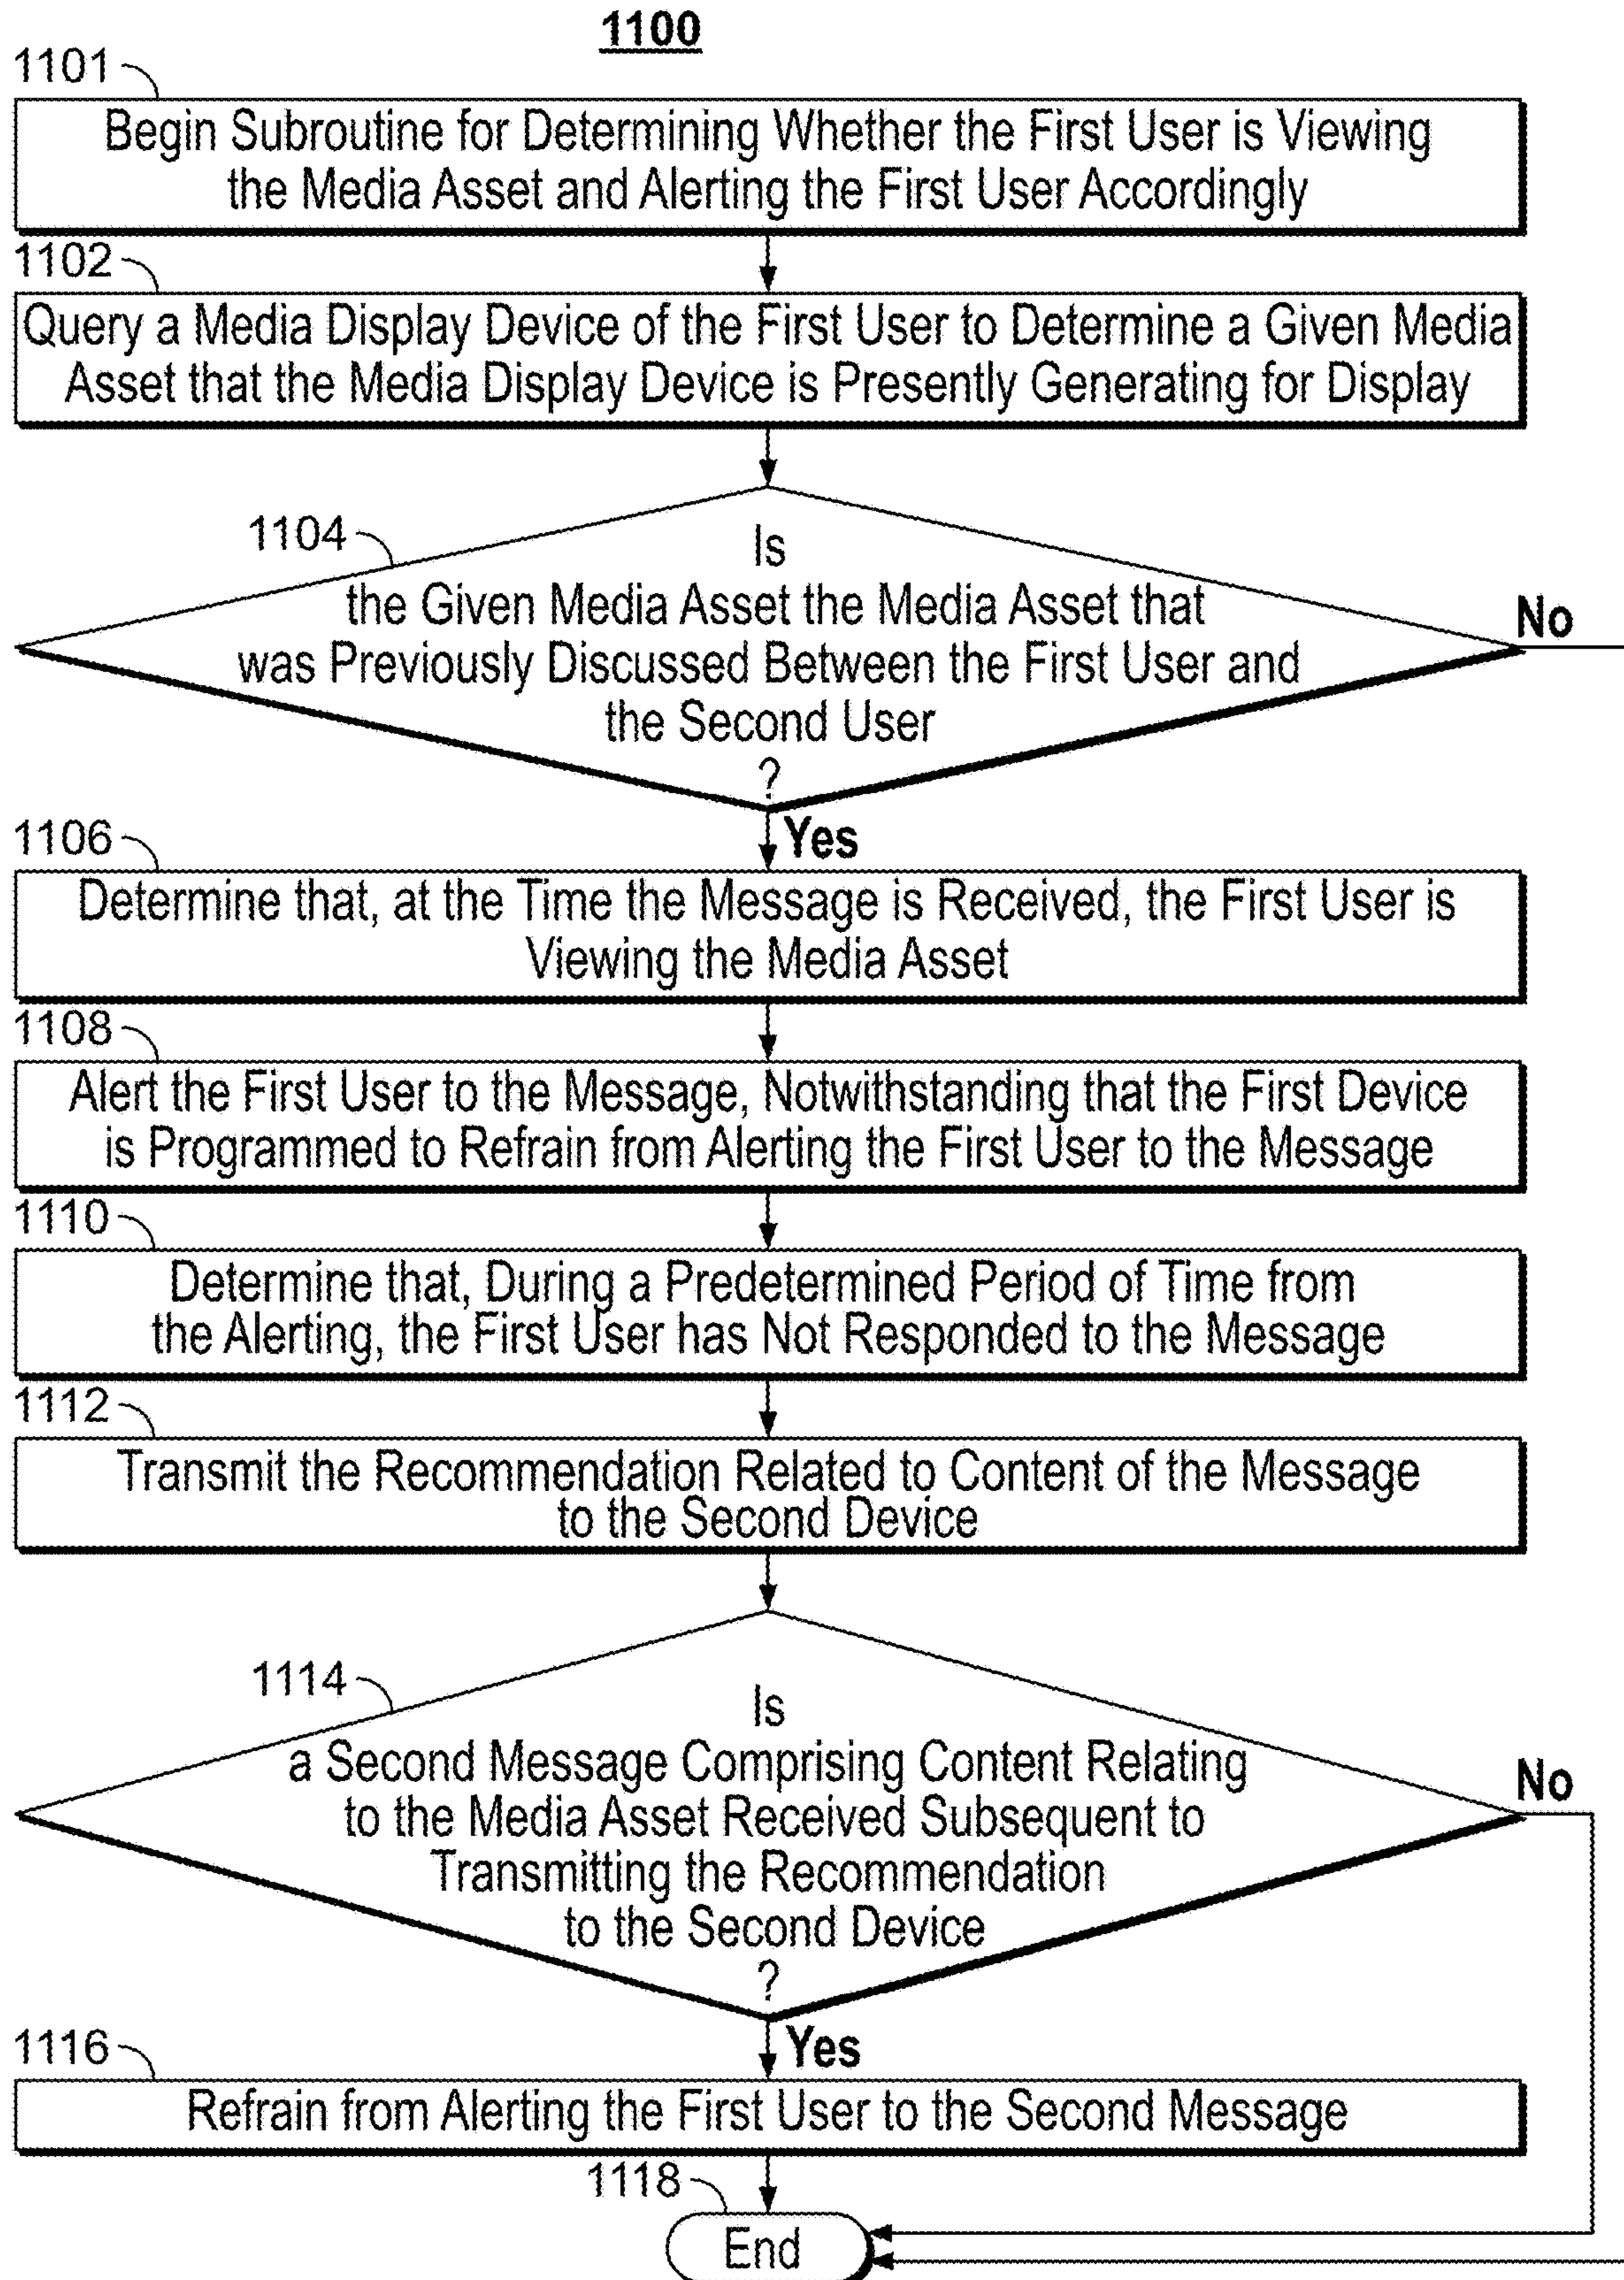 1100
1101
Begin Subroutine for Determining Whether the First User is Viewing
the Media Asset and Alerting the First User Accordingly
1102
Query a Media Display Device of the First User to Determine a Given Media
Asset that the Media Display Device is Presently Generating for Display
1104
Is
the Given Media Asset the Media Asset that
was Previously Discussed Between the First User and
the Second User
?
No
Yes
1106
Determine that, at the Time the Message is Received, the First User is
Viewing the Media Asset
1108
Alert the First User to the Message, Notwithstanding that the First Device
is Programmed to Refrain from Alerting the First User to the Message
1110
Determine that, During a Predetermined Period of Time from
the Alerting, the First User has Not Responded to the Message
1112
Transmit the Recommendation Related to Content of the Message
to the Second Device
1114
Is
a Second Message Comprising Content Relating
to the Media Asset Received Subsequent to
Transmitting the Recommendation
to the Second Device
?
No
Yes
1116
Refrain from Alerting the First User to the Second Message
1118
End